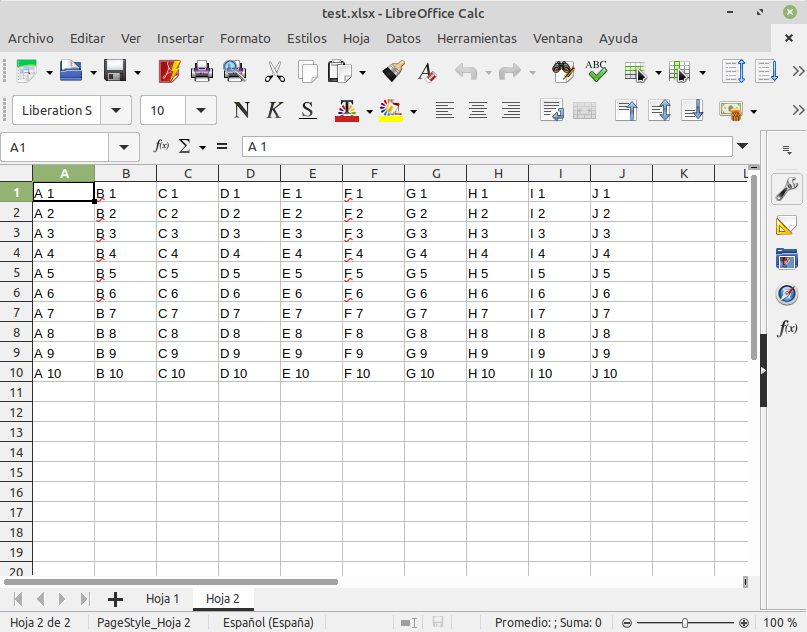 test.xlsx - LibreOffice Calc
Archivo Editar Ver Insertar Formato Estilos Hoja Datos Herramientas Ventana Ayuda
ABC
Liberation S 10 N K S
A1 f(x) Σ = A 1
A B C D E F G H I J K L
1 A 1 B 1 C 1 D 1 E 1 F 1 G 1 H 1 I 1 J 1
2 A 2 B 2 C 2 D 2 E 2 F 2 G 2 H 2 I 2 J 2
3 A 3 B 3 C 3 D 3 E 3 F 3 G 3 H 3 I 3 J 3
4 A 4 B 4 C 4 D 4 E 4 F 4 G 4 H 4 I 4 J 4
5 A 5 B 5 C 5 D 5 E 5 F 5 G 5 H 5 I 5 J 5
6 A 6 B 6 C 6 D 6 E 6 F 6 G 6 H 6 I 6 J 6
7 A 7 B 7 C 7 D 7 E 7 F 7 G 7 H 7 I 7 J 7
8 A 8 B 8 C 8 D 8 E 8 F 8 G 8 H 8 I 8 J 8
f(x)
9 A 9 B 9 C 9 D 9 E 9 F 9 G 9 H 9 I 9 J 9
10 A 10 B 10 C 10 D 10 E 10 F 10 G 10 H 10 I 10 J 10
11
12
13
14
15
16
17
18
19
20
Hoja 1 Hoja 2
Hoja 2 de 2 PageStyle_Hoja 2 Español (España) Promedio: ; Suma: 0 100 %